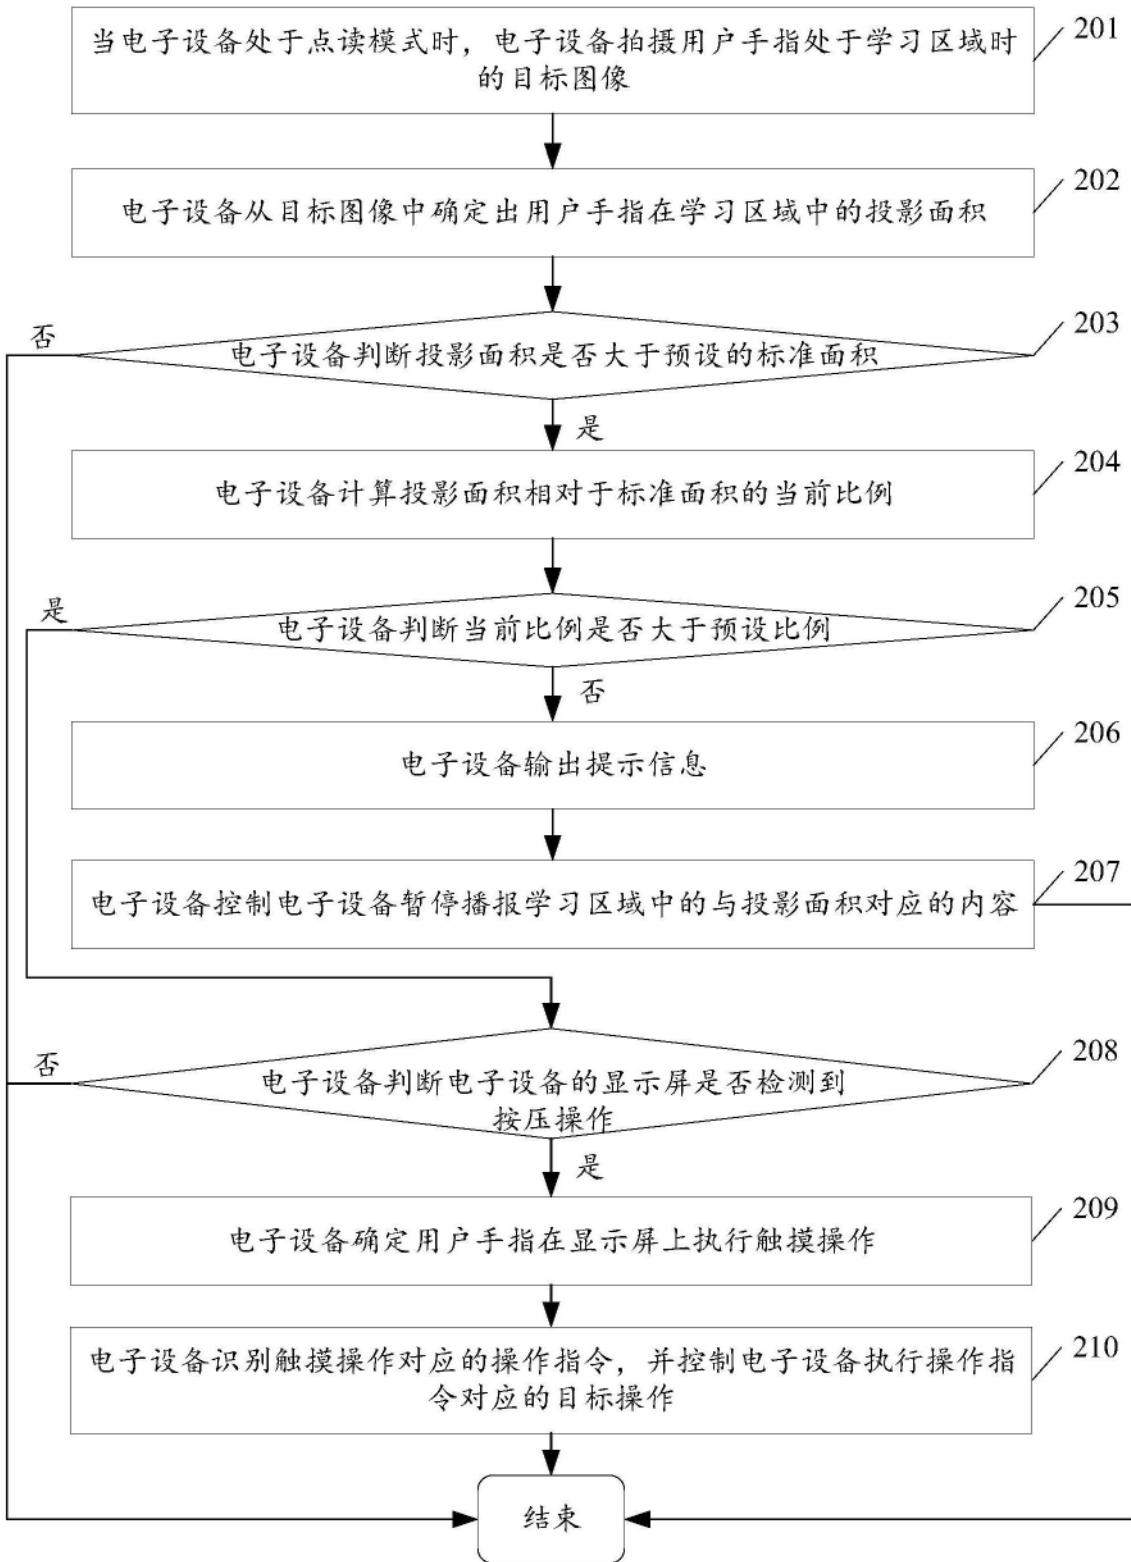 当电子设备处于点读模式时，电子设备拍摄用户手指处于学习区域时
的目标图像
201
电子设备从目标图像中确定出用户手指在学习区域中的投影面积
202
电子设备判断投影面积是否大于预设的标准面积
203
否
是
电子设备计算投影面积相对于标准面积的当前比例
204
电子设备判断当前比例是否大于预设比例
205
是
否
电子设备输出提示信息
206
电子设备控制电子设备暂停播报学习区域中的与投影面积对应的内容
207
电子设备判断电子设备的显示屏是否检测到
按压操作
208
否
是
电子设备确定用户手指在显示屏上执行触摸操作
209
电子设备识别触摸操作对应的操作指令，并控制电子设备执行操作指
令对应的目标操作
210
结束